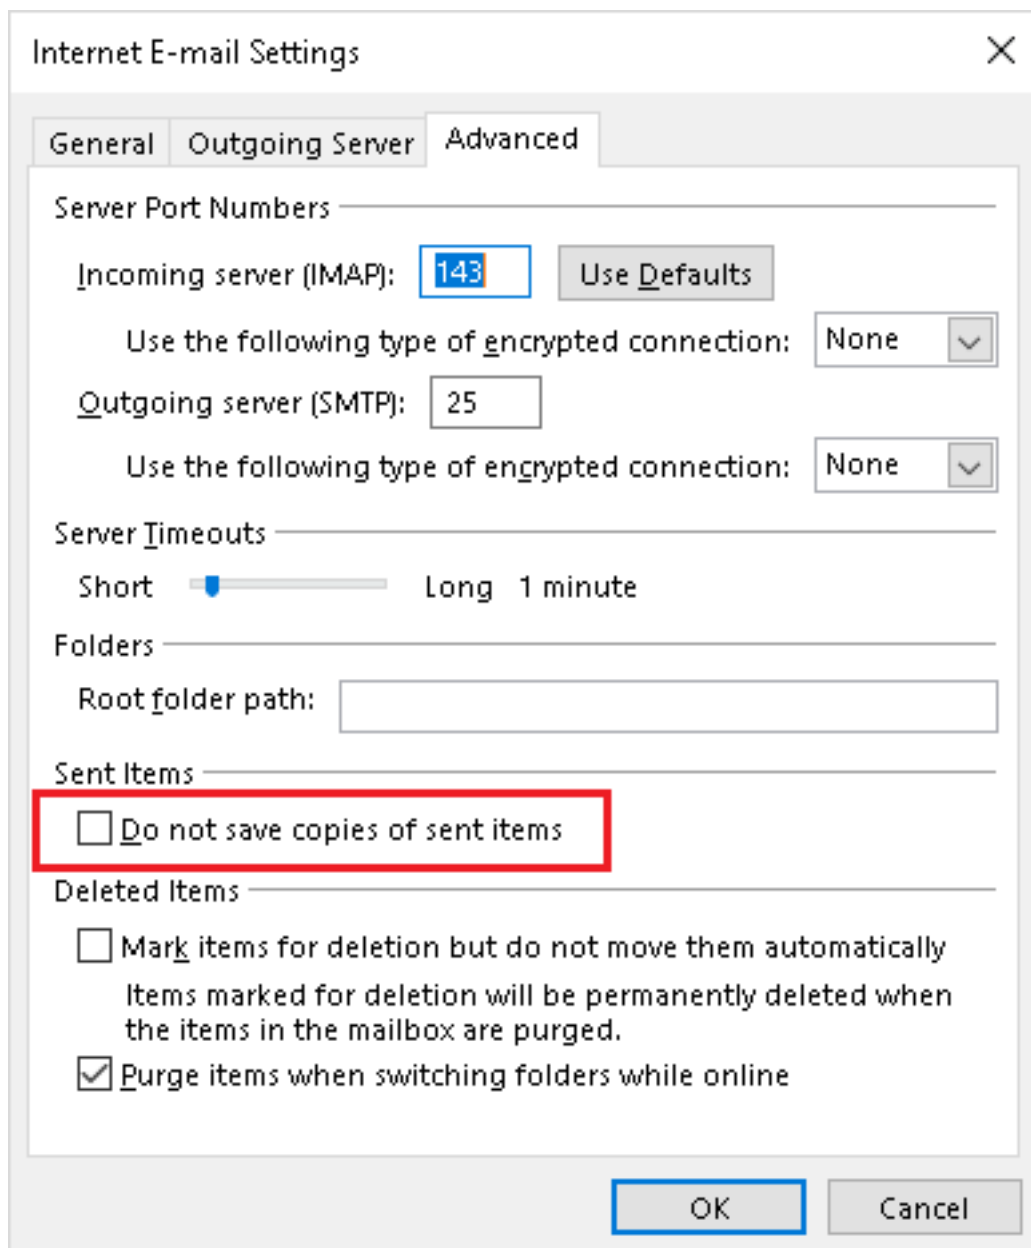 Internet E-mail Settings
General Outgoing Server Advanced
Server Port Numbers
Incoming server (IMAP): 143 Use Defaults
Use the following type of encrypted connection: None
Outgoing server (SMTP): 25
Use the following type of encrypted connection: None
Server Timeouts
Short Long 1 minute
Folders
Root folder path:
Sent Items
Do not save copies of sent items
Deleted Items
Mark items for deletion but do not move them automatically
Items marked for deletion will be permanently deleted when
the items in the mailbox are purged.
Purge items when switching folders while online
OK Cancel